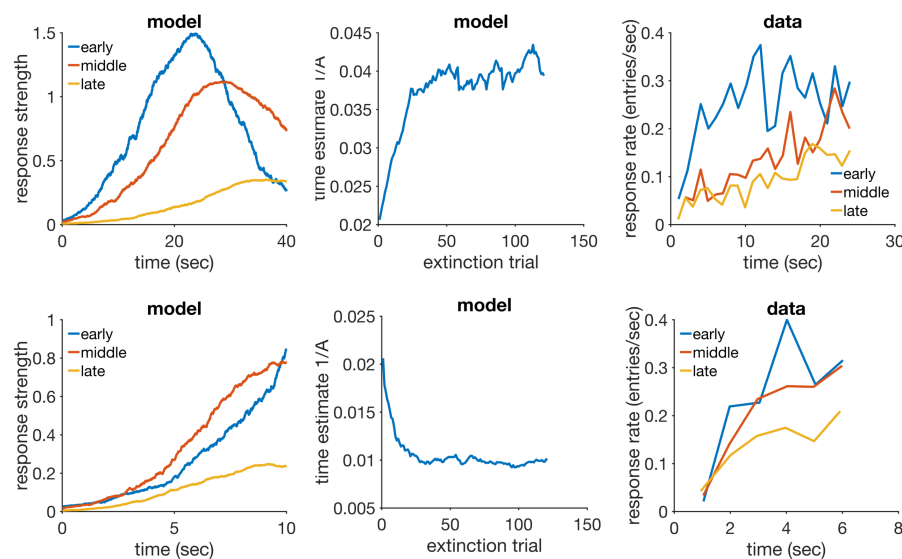 model
response strength
1.5
1
0.5
0
early
middle
late
0
20
40
time (sec)
model
time estimate 1/A
0.045
0.04
0.035
0.03
0.025
0.02
0
50
100
150
extinction trial
data
response rate (entries/sec)
0.4
0.3
0.2
0.1
0
early
middle
late
0
10
20
30
time (sec)
model
response strength
1
0.8
0.6
0.4
0.2
0
early
middle
late
0
5
10
time (sec)
model
time estimate 1/A
0.025
0.02
0.015
0.01
0.005
0
50
100
150
extinction trial
data
response rate (entries/sec)
0.4
0.3
0.2
0.1
0
early
middle
late
0
2
4
6
8
time (sec)